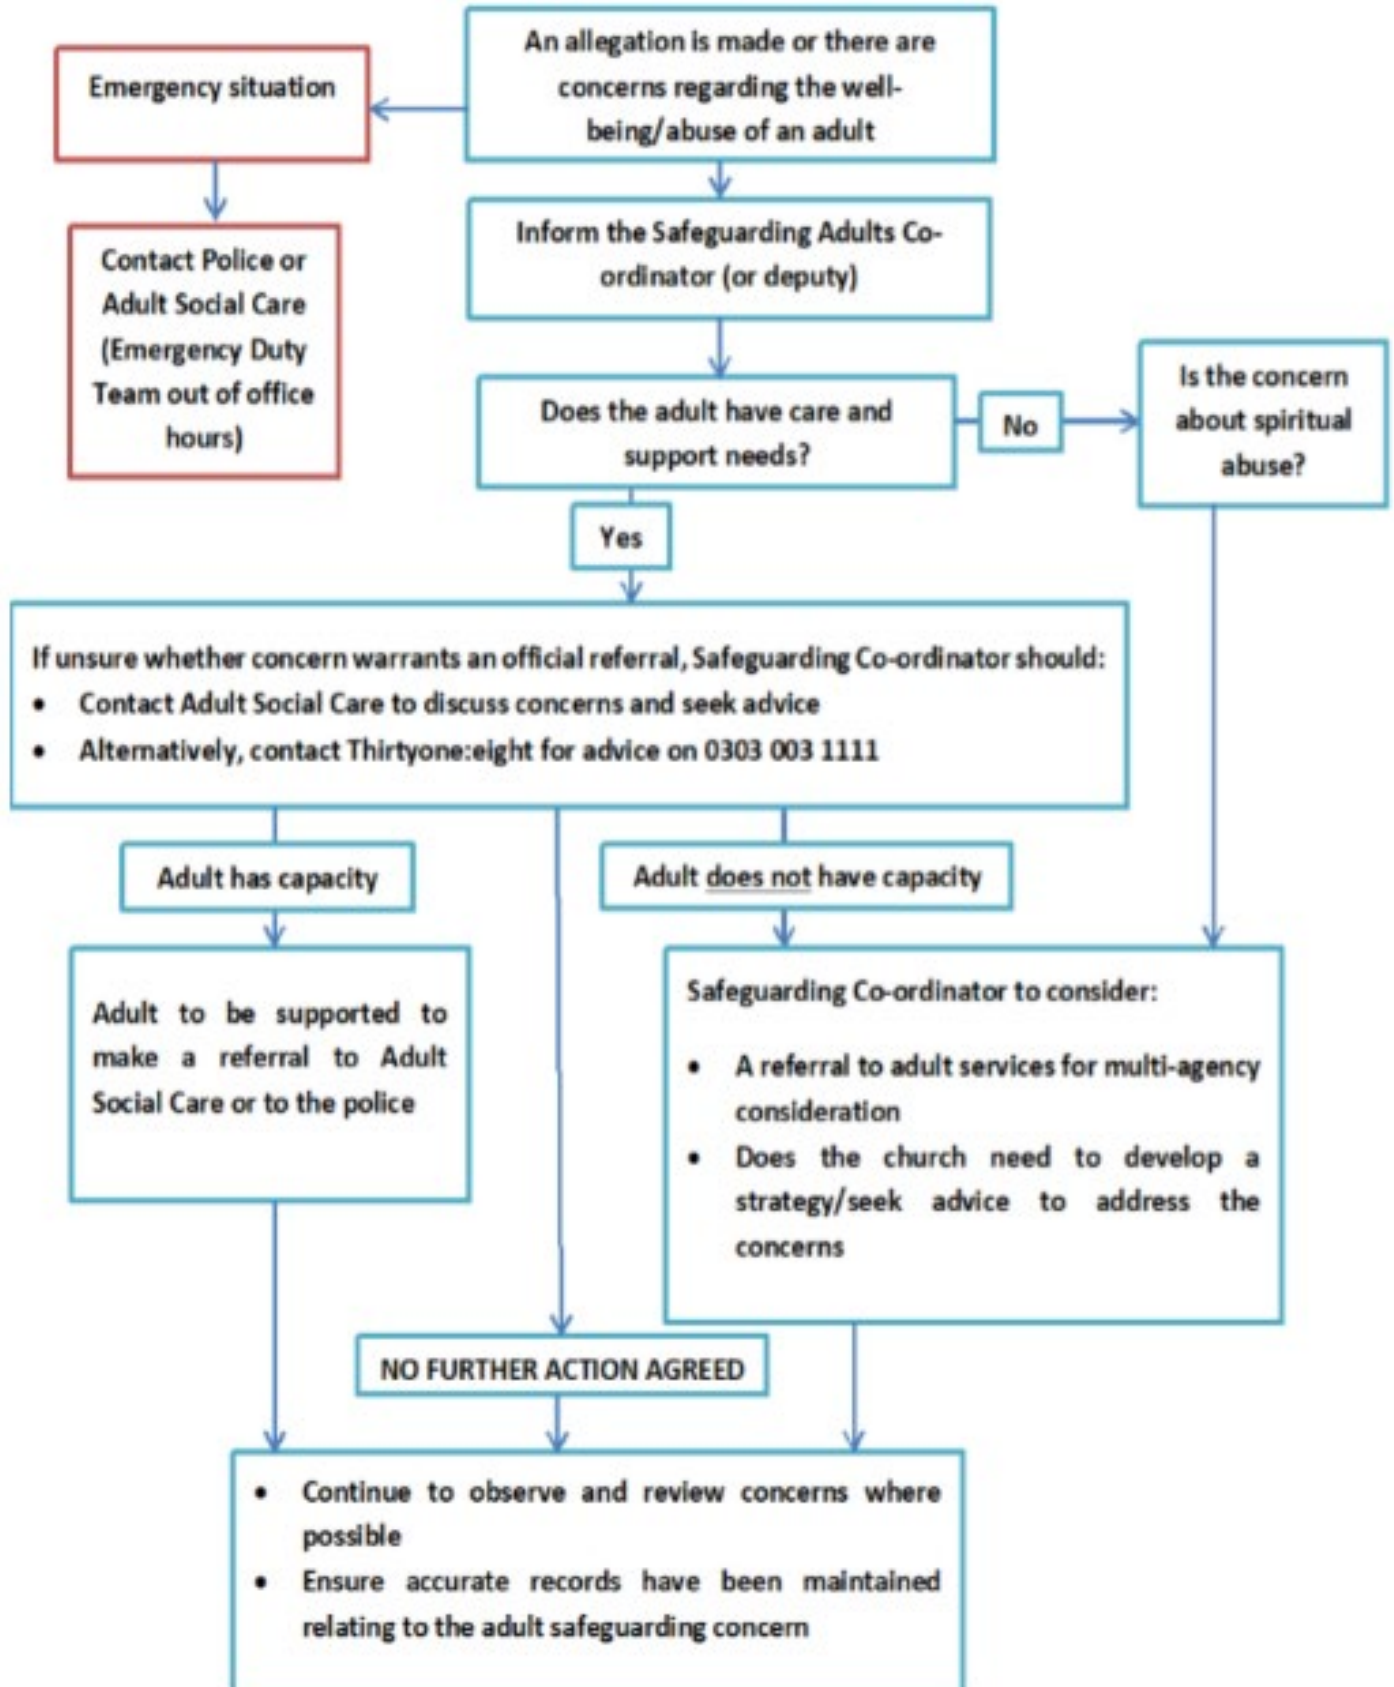 An allegation is made or there are
concerns regarding the well-
being/abuse of an adult
Emergency situation
Inform the Safeguarding Adults Co-
ordinator (or deputy)
Contact Police or
Adult Social Care
(Emergency Duty
Team out of office
hours)
Does the adult have care and
support needs?
No
Is the concern
about spiritual
abuse?
Yes
If unsure whether concern warrants an official referral, Safeguarding Co-ordinator should:
• Contact Adult Social Care to discuss concerns and seek advice
• Alternatively, contact Thirtyone:eight for advice on 0303 003 1111
Adult has capacity
Adult does not have capacity
Adult to be supported to
make a referral to Adult
Social Care or to the police
Safeguarding Co-ordinator to consider:
• A referral to adult services for multi-agency
consideration
• Does the church need to develop a
strategy/seek advice to address the
concerns
NO FURTHER ACTION AGREED
• Continue to observe and review concerns where
possible
• Ensure accurate records have been maintained
relating to the adult safeguarding concern